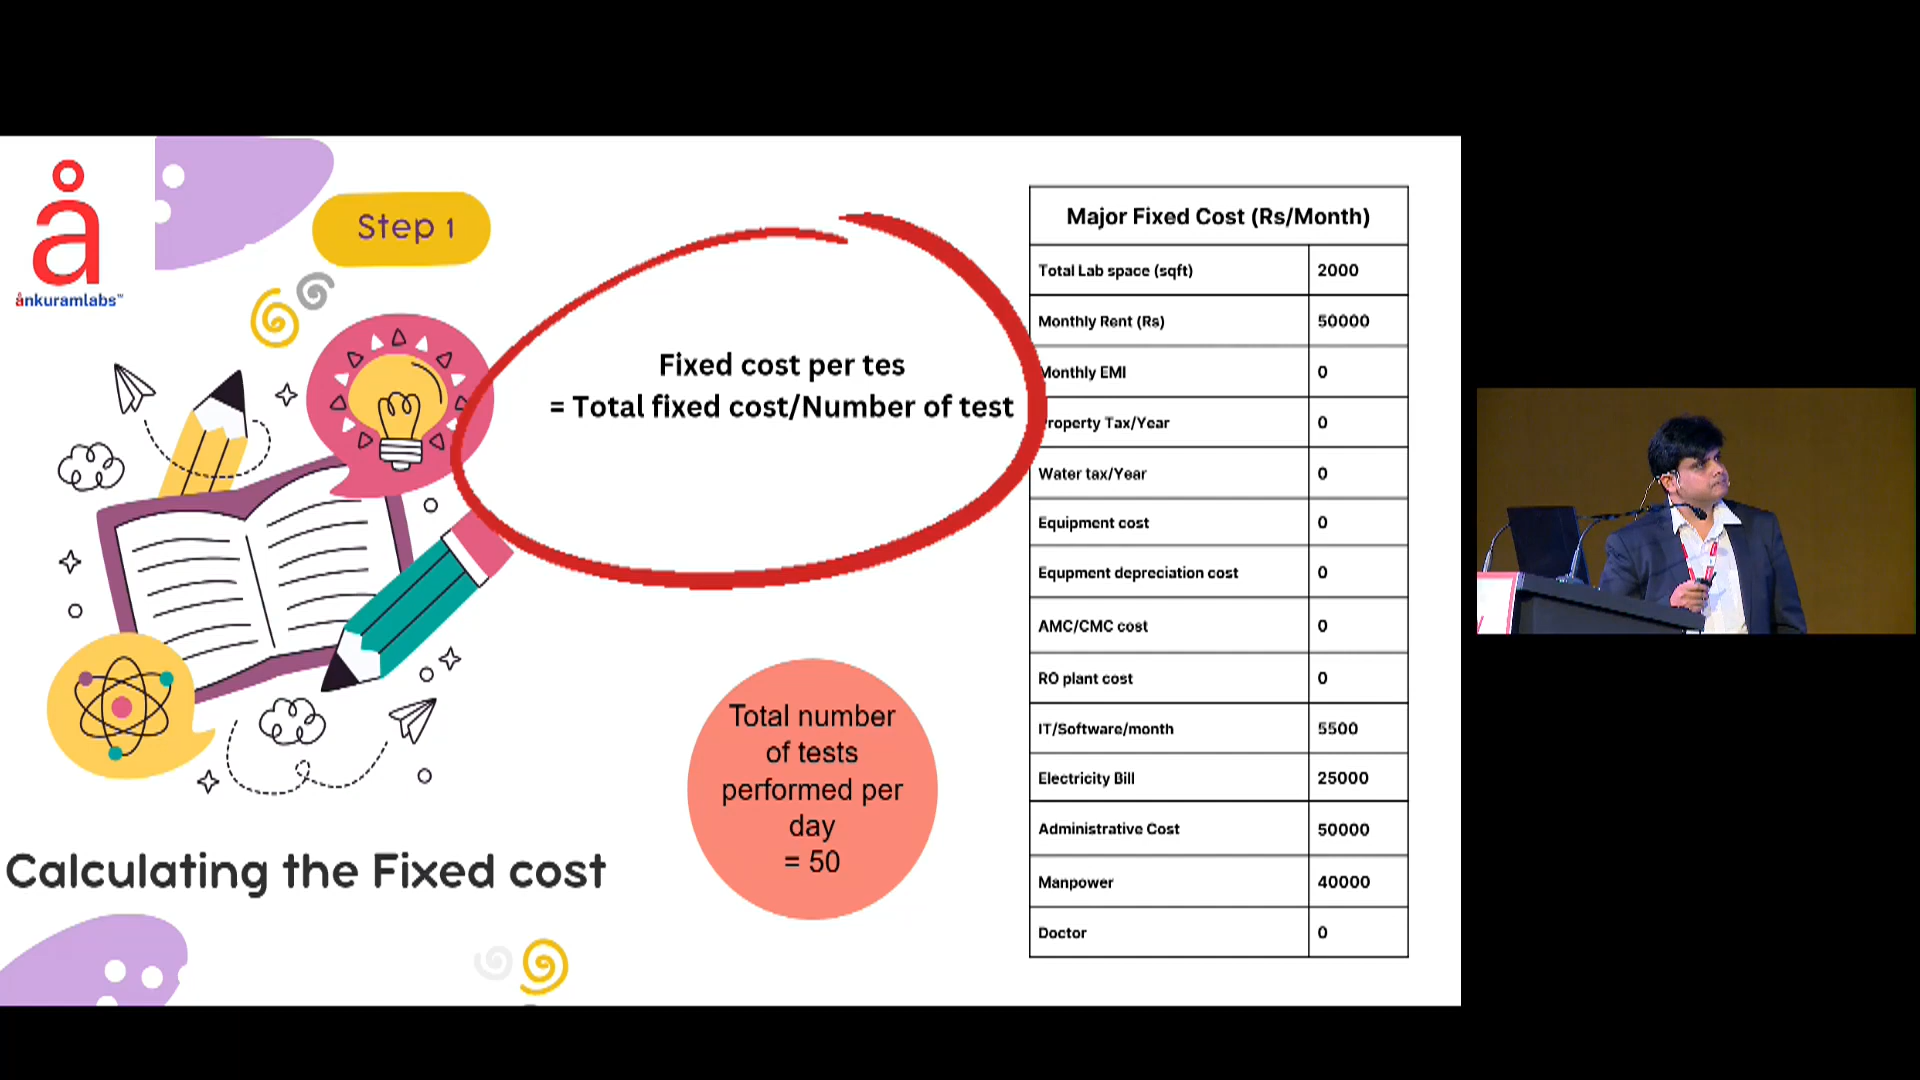 å
ånkuramlabs™
Step 1
Fixed cost per tes
= Total fixed cost/Number of test
Total number
of tests
performed per
day
= 50
Calculating the Fixed cost
Major Fixed Cost (Rs/Month)
Total Lab space (sqft) 2000
Monthly Rent (Rs) 50000
Monthly EMI 0
Property Tax/Year 0
Water tax/Year 0
Equipment cost 0
Equpment depreciation cost 0
AMC/CMC cost 0
RO plant cost 0
IT/Software/month 5500
Electricity Bill 25000
Administrative Cost 50000
Manpower 40000
Doctor 0